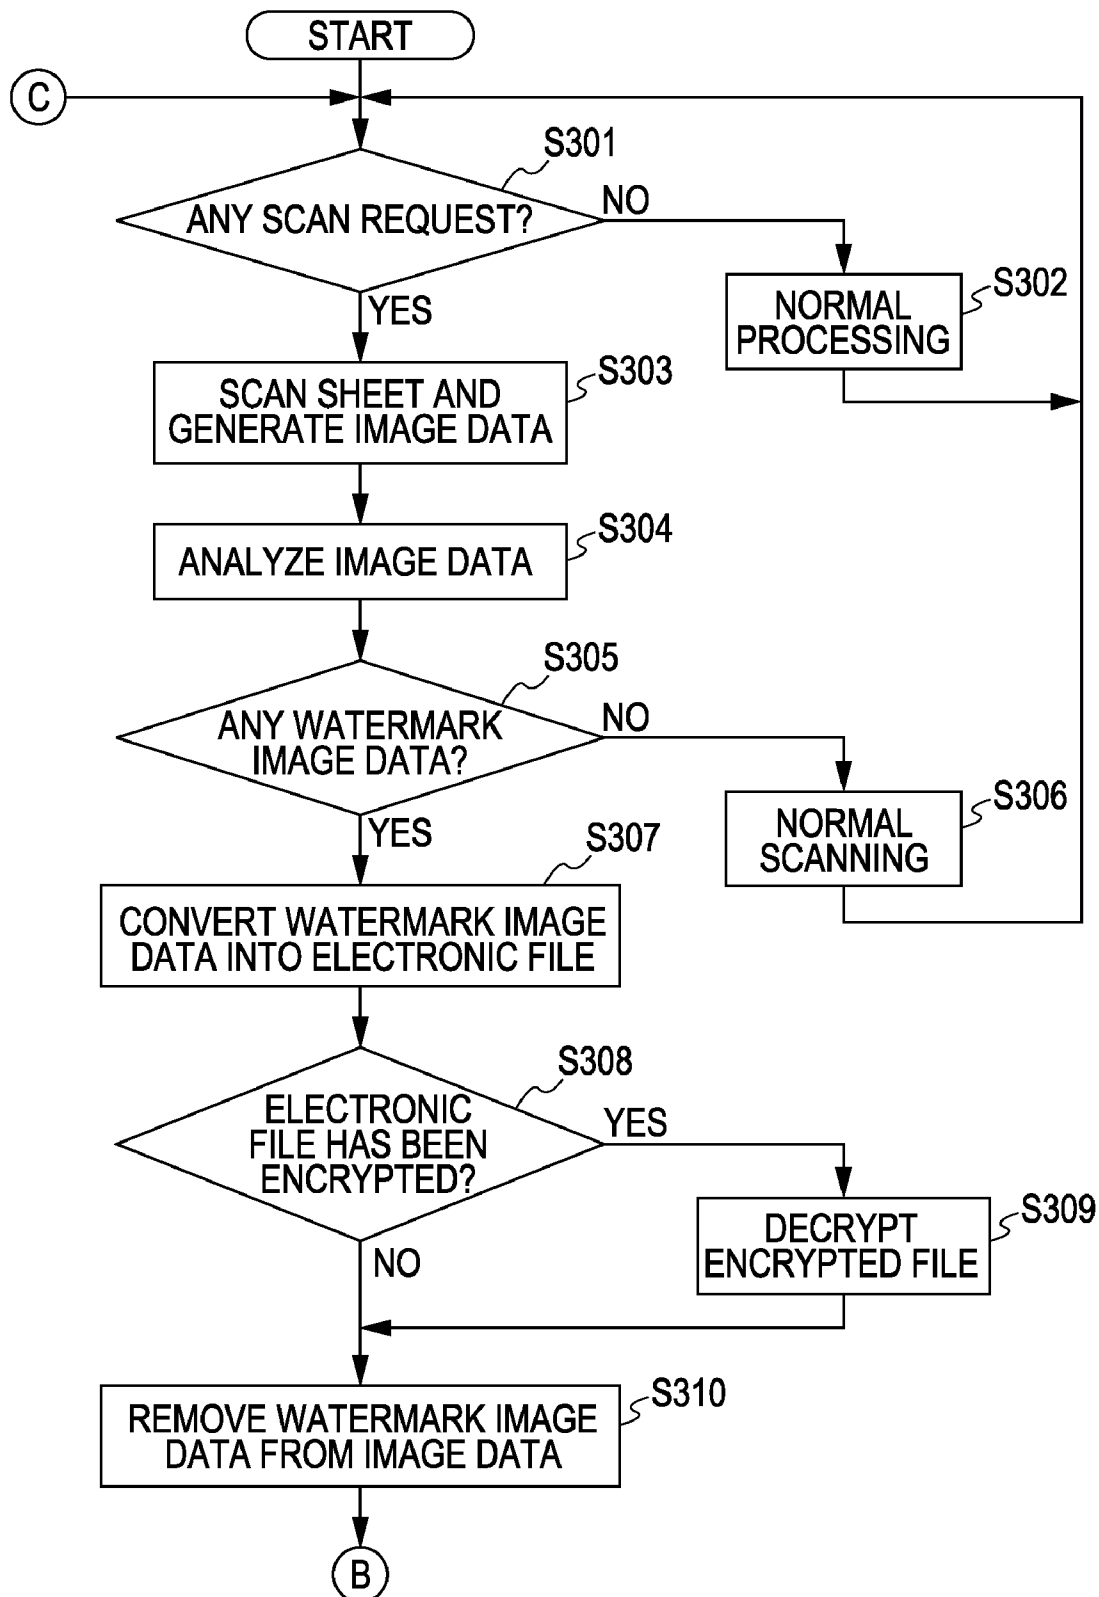 START
C
S301
ANY SCAN REQUEST?
NO
YES
S302
NORMAL
PROCESSING
S303
SCAN SHEET AND
GENERATE IMAGE DATA
S304
ANALYZE IMAGE DATA
S305
ANY WATERMARK
IMAGE DATA?
NO
YES
S306
NORMAL
SCANNING
S307
CONVERT WATERMARK IMAGE
DATA INTO ELECTRONIC FILE
S308
ELECTRONIC
FILE HAS BEEN
ENCRYPTED?
YES
NO
S309
DECRYPT
ENCRYPTED FILE
S310
REMOVE WATERMARK IMAGE
DATA FROM IMAGE DATA
B